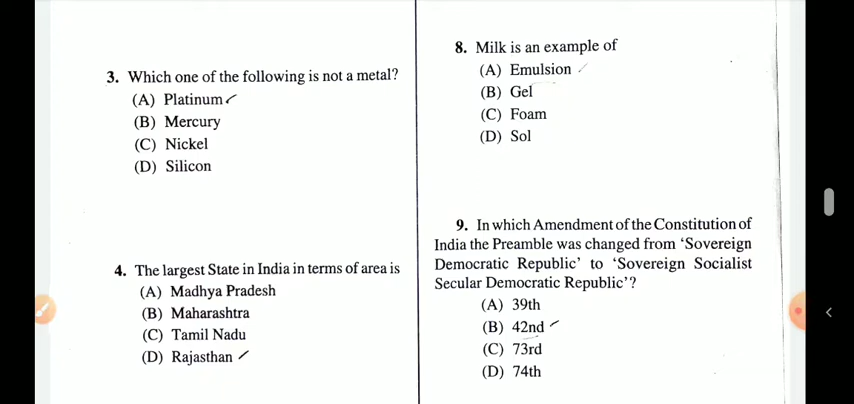 3. Which one of the following is not a metal?
(A) Platinum
(B) Mercury
(C) Nickel
(D) Silicon
4. The largest State in India in terms of area is
(A) Madhya Pradesh
(B) Maharashtra
(C) Tamil Nadu
(D) Rajasthan
8. Milk is an example of
(A) Emulsion
(B) Gel
(C) Foam
(D) Sol
9. In which Amendment of the Constitution of
India the Preamble was changed from ‘Sovereign
Democratic Republic’ to ‘Sovereign Socialist
Secular Democratic Republic’?
(A) 39th
(B) 42nd
(C) 73rd
(D) 74th